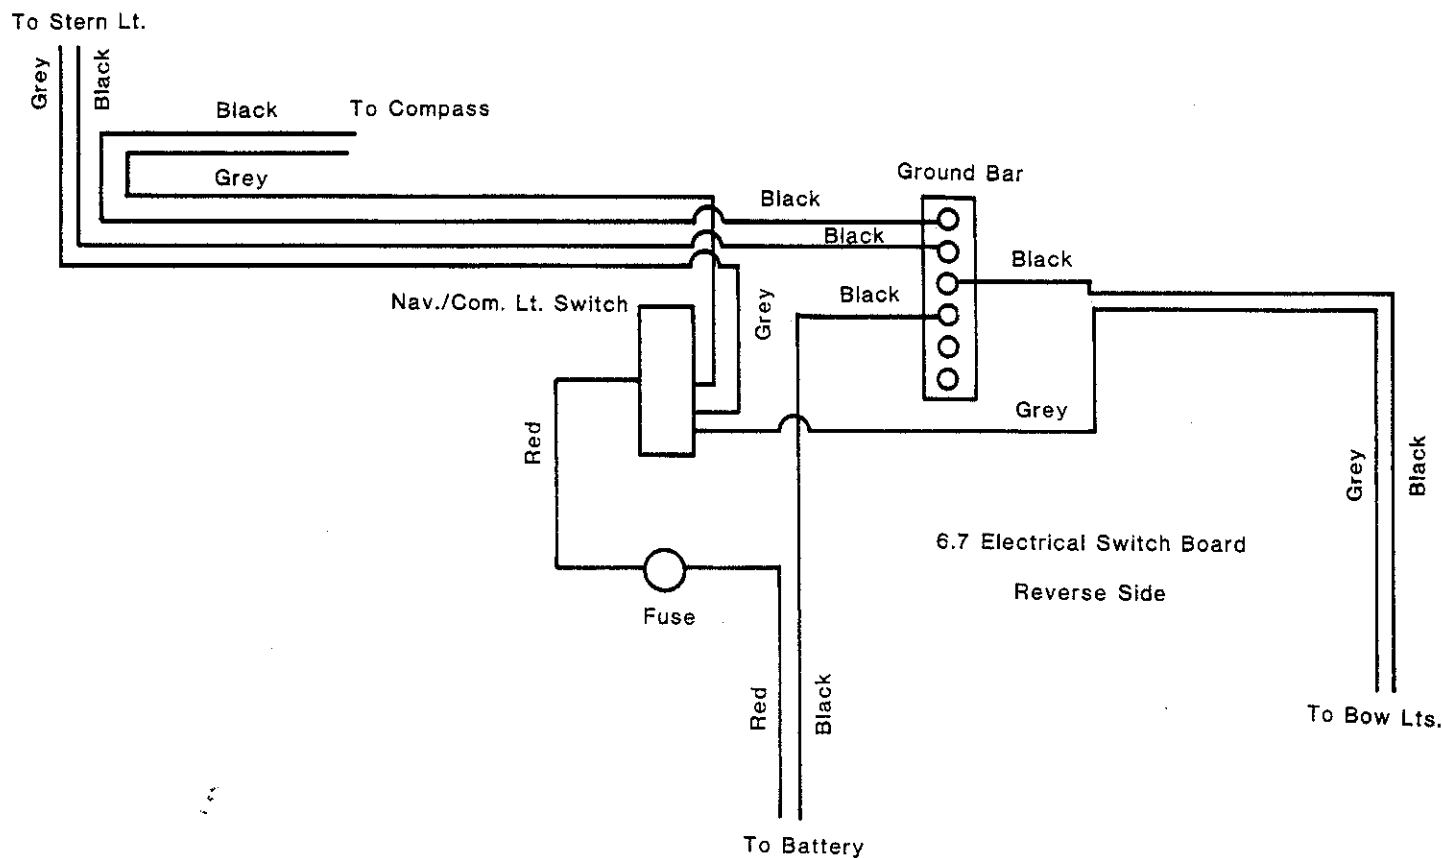 To Stern Lt.
Grey
Black
Black
To Compass
Grey
Ground Bar
Black
Black
Black
Black
Nav./Com. Lt. Switch
Grey
Grey
Red
Grey
Black
6.7 Electrical Switch Board
Reverse Side
Fuse
Red
Black
To Bow Lts.
To Battery